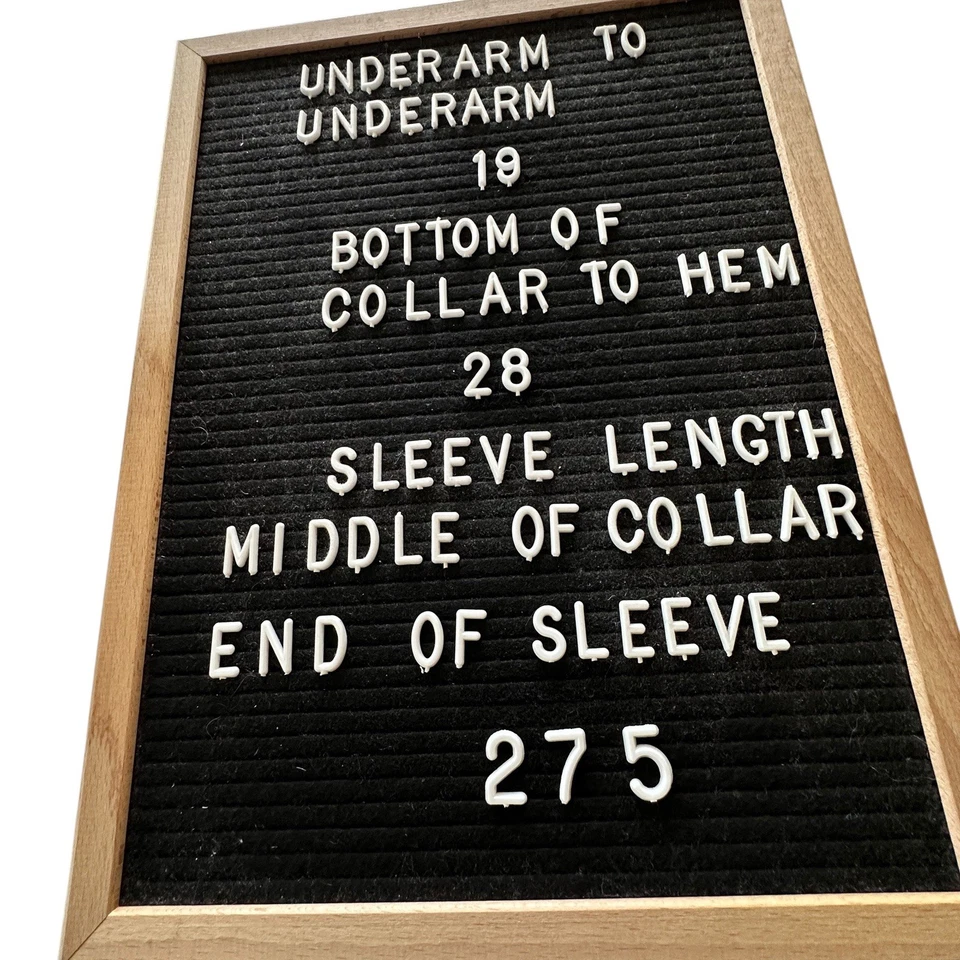 UNDERARM TO
UNDERARM
19
BOTTOM OF
COLLAR TO HEM
28
SLEEVE LENGTH
MIDDLE OF COLLAR
END OF SLEEVE
275